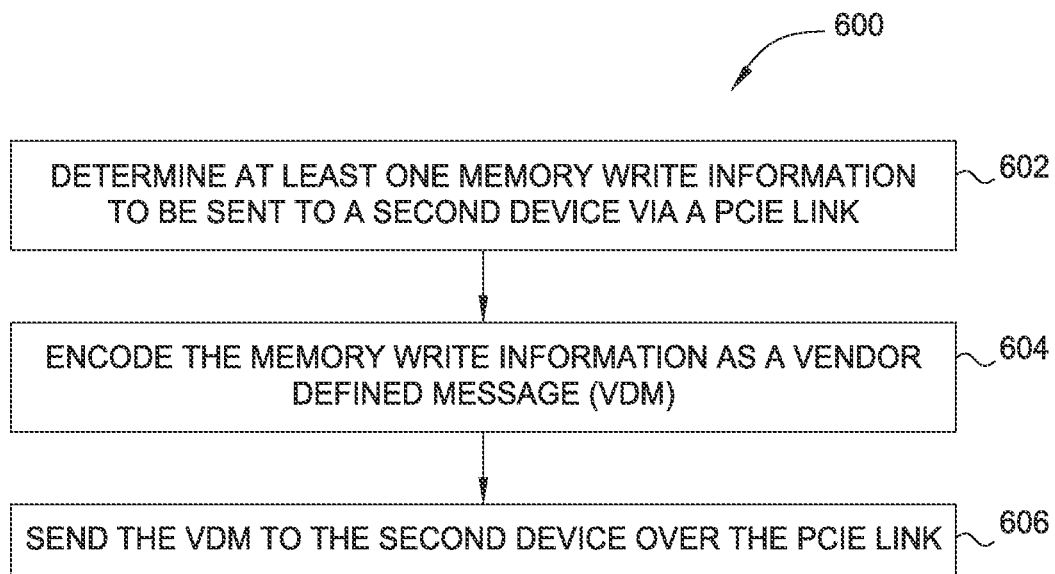 600
DETERMINE AT LEAST ONE MEMORY WRITE INFORMATION
TO BE SENT TO A SECOND DEVICE VIA A PCIE LINK
602
ENCODE THE MEMORY WRITE INFORMATION AS A VENDOR
DEFINED MESSAGE (VDM)
604
SEND THE VDM TO THE SECOND DEVICE OVER THE PCIE LINK
606